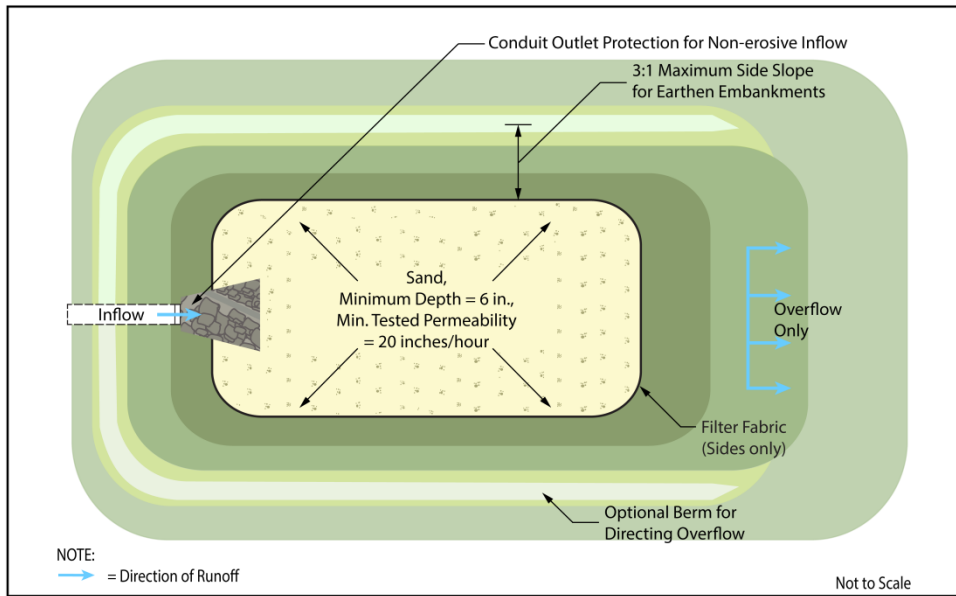 Conduit Outlet Protection for Non-erosive Inflow
3:1 Maximum Side Slope
for Earthen Embankments
Sand,
Minimum Depth = 6 in.,
Min. Tested Permeability
= 20 inches/hour
Inflow
Overflow
Only
Filter Fabric
(Sides only)
Optional Berm for
Directing Overflow
NOTE:
= Direction of Runoff
Not to Scale